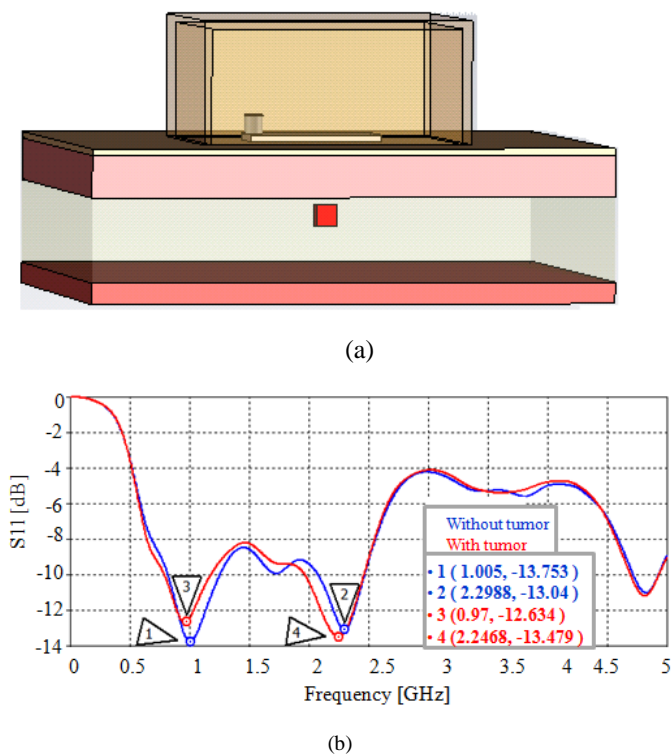 (a)
0
-2
-4
-6
-8
-10
-12
-14
S11 [dB]
Without tumor
With tumor
1 ( 1.005, -13.753 )
2 ( 2.2988, -13.04 )
3 ( 0.97, -12.634 )
4 ( 2.2468, -13.479 )
3
2
1
4
0 0.5 1 1.5 2 2.5 3 3.5 4 4.5 5
Frequency [GHz]
(b)